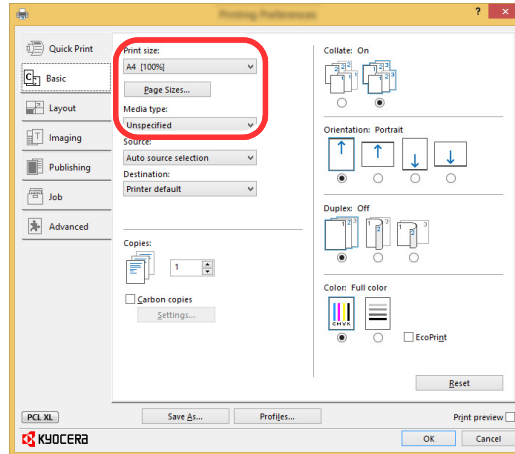 Printing Preferences
?
×
Quick Print
Basic
Layout
Imaging
Publishing
Job
Advanced
Print size:
A4 [100%]
Page Sizes...
Media type:
Unspecified
Source:
Auto source selection
Destination:
Printer default
Copies:
1
Carbon copies
Settings...
Collate: On
Orientation: Portrait
Duplex: Off
Color: Full color
CMYK
EcoPrint
Reset
PCL XL
Save As...
Profiles...
Print preview
KYOCERA
OK
Cancel